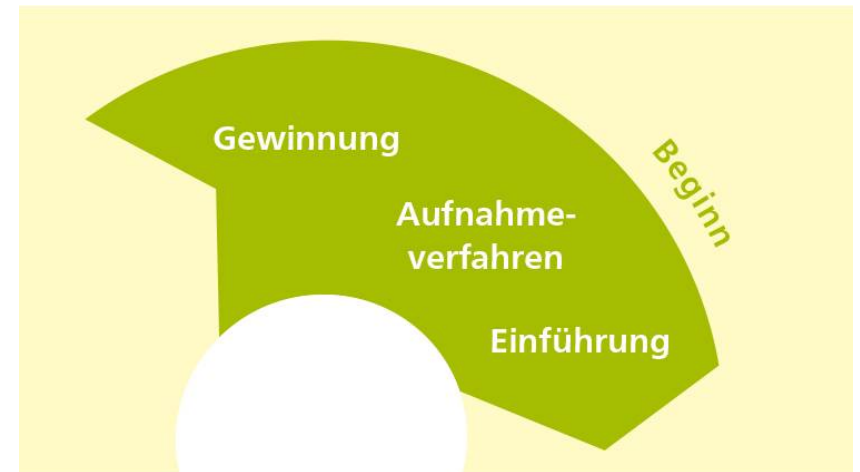 Gewinnung
Beginn
Aufnahme-
verfahren
Einführung